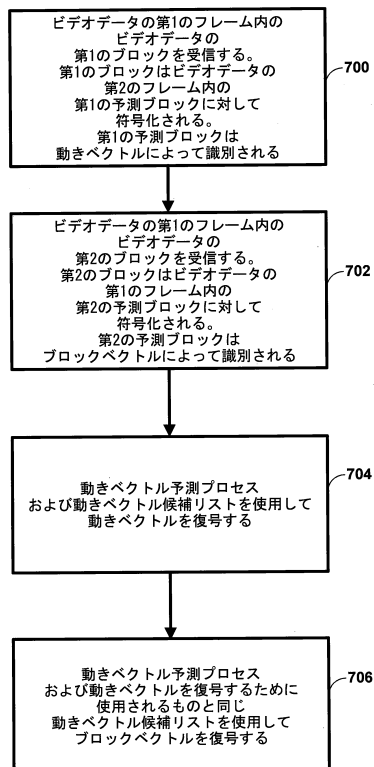 ビデオデータの第1のフレーム内の
ビデオデータの
第1のブロックを受信する。
第1のブロックはビデオデータの
第2のフレーム内の
第1の予測ブロックに対して
符号化される。
第1の予測ブロックは
動きベクトルによって識別される
700
ビデオデータの第1のフレーム内の
ビデオデータの
第2のブロックを受信する。
第2のブロックはビデオデータの
第1のフレーム内の
第2の予測ブロックに対して
符号化される。
第2の予測ブロックは
ブロックベクトルによって識別される
702
動きベクトル予測プロセス
および動きベクトル候補リストを使用して
動きベクトルを復号する
704
動きベクトル予測プロセス
および動きベクトルを復号するために
使用されるものと同じ
動きベクトル候補リストを使用して
ブロックベクトルを復号する
706